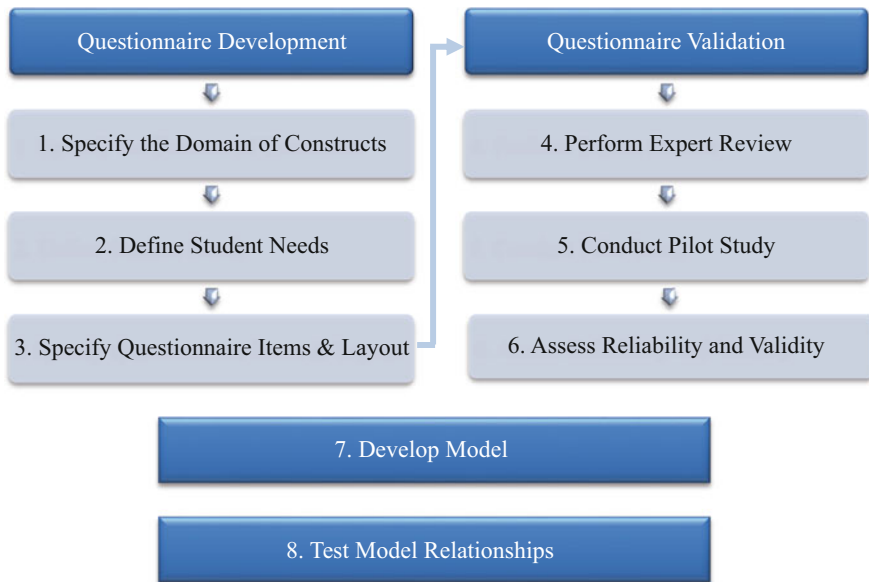 Questionnaire Development
1. Specify the Domain of Constructs
2. Define Student Needs
3. Specify Questionnaire Items & Layout
Questionnaire Validation
4. Perform Expert Review
5. Conduct Pilot Study
6. Assess Reliability and Validity
7. Develop Model
8. Test Model Relationships